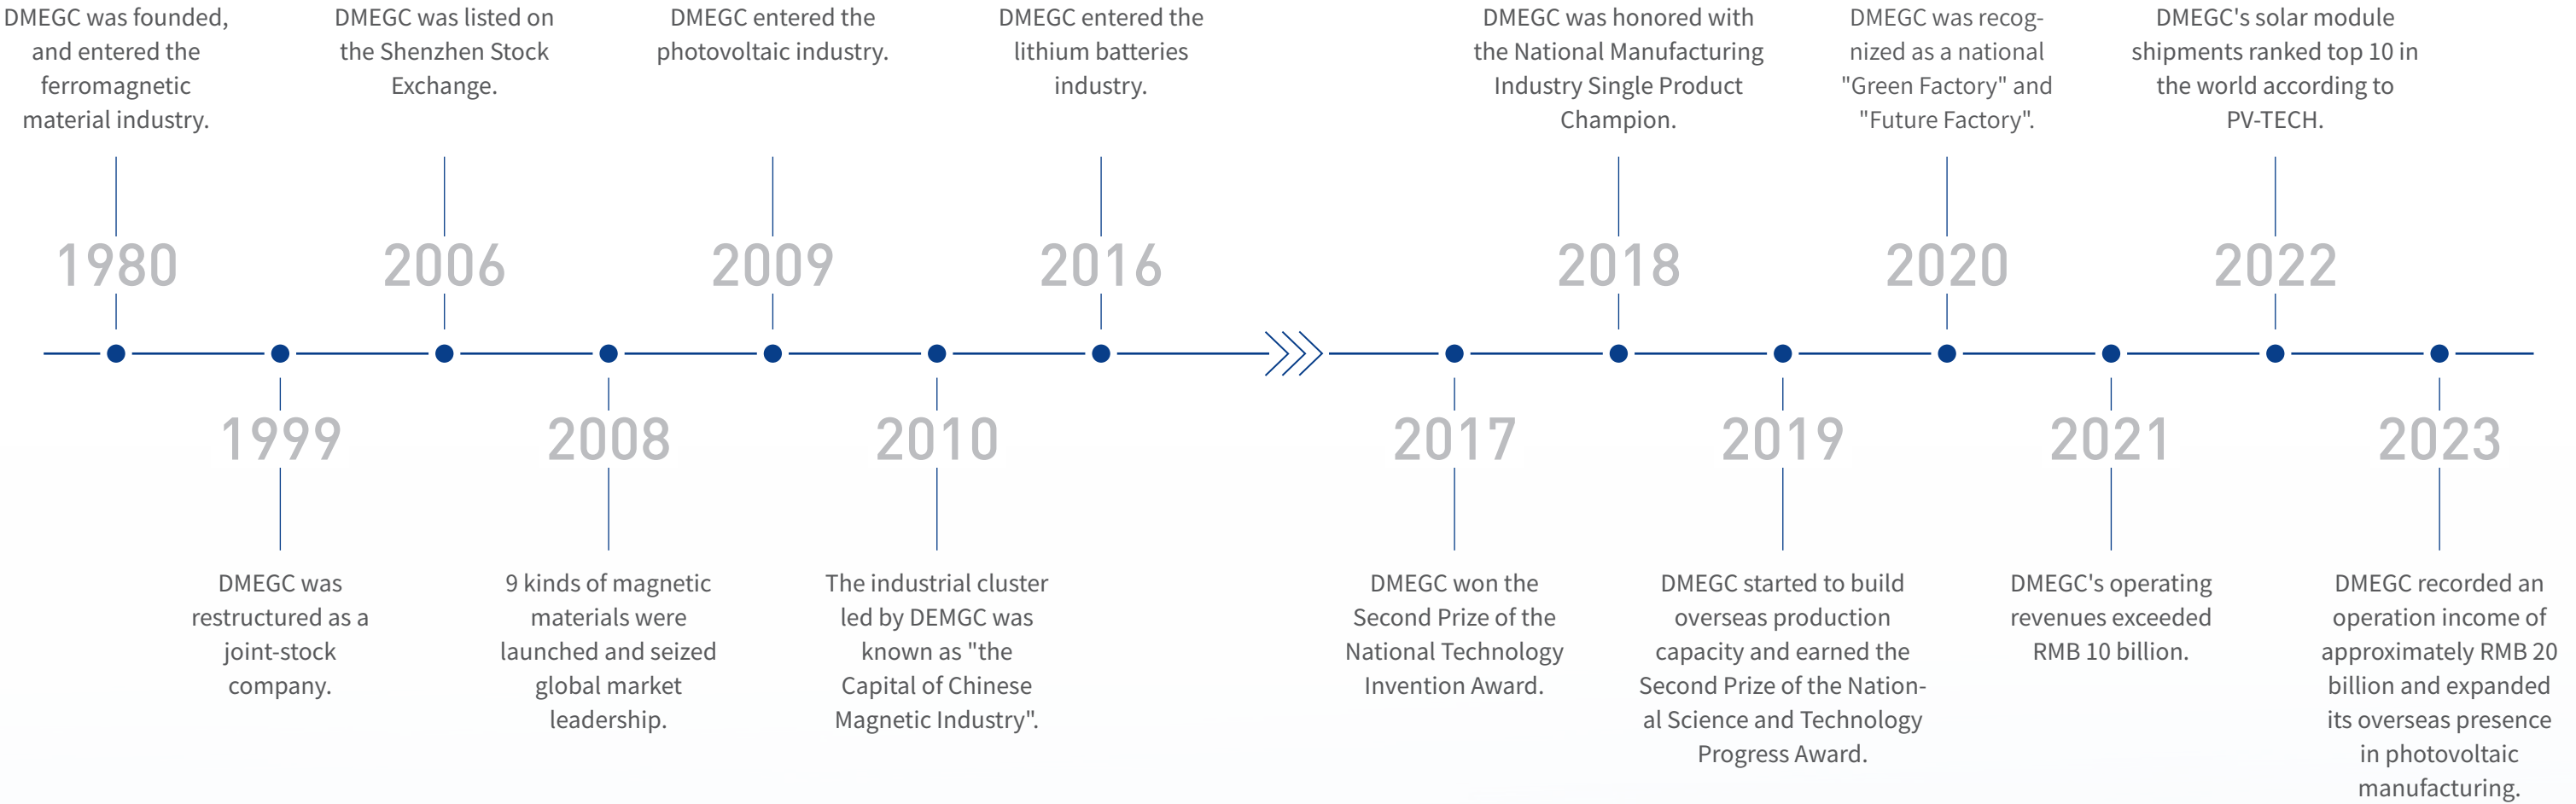 DMEGC was founded,
and entered the
ferromagnetic
material industry.
1980
DMEGC was
restructured as a
joint-stock
company.
1999
DMEGC was listed on
the Shenzhen Stock
Exchange.
2006
9 kinds of magnetic
materials were
launched and seized
global market
leadership.
2008
DMEGC entered the
photovoltaic industry.
2009
The industrial cluster
led by DEMGC was
known as "the
Capital of Chinese
Magnetic Industry".
2010
DMEGC entered the
lithium batteries
industry.
2016
2017
DMEGC won the
Second Prize of the
National Technology
Invention Award.
DMEGC was honored with
the National Manufacturing
Industry Single Product
Champion.
2018
2019
DMEGC started to build
overseas production
capacity and earned the
Second Prize of the Nation-
al Science and Technology
Progress Award.
DMEGC was recog-
nized as a national
"Green Factory" and
"Future Factory".
2020
2021
DMEGC's operating
revenues exceeded
RMB 10 billion.
DMEGC's solar module
shipments ranked top 10 in
the world according to
PV-TECH.
2022
2023
DMEGC recorded an
operation income of
approximately RMB 20
billion and expanded
its overseas presence
in photovoltaic
manufacturing.